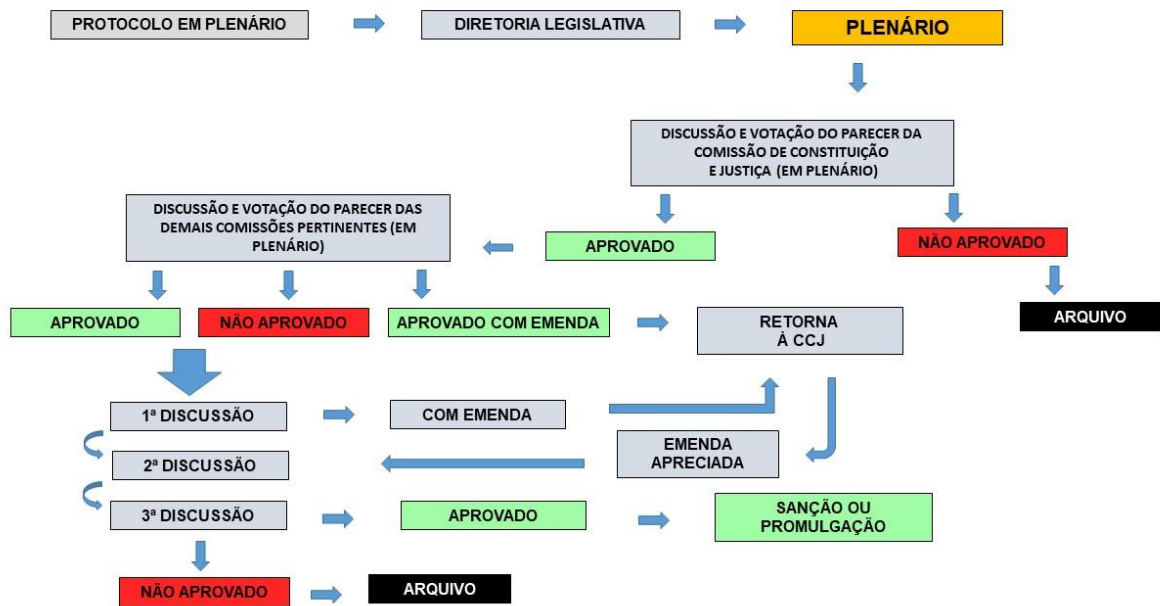 PROTOCOLO EM PLENÁRIO
DIRETORIA LEGISLATIVA
PLENÁRIO
DISCUSSÃO E VOTAÇÃO DO PARECER DA
COMISSÃO DE CONSTITUIÇÃO
E JUSTIÇA (EM PLENÁRIO)
DISCUSSÃO E VOTAÇÃO DO PARECER DAS
DEMAIS COMISSÕES PERTINENTES (EM
PLENÁRIO)
APROVADO
NÃO APROVADO
APROVADO
NÃO APROVADO
APROVADO COM EMENDA
RETORNA
À CCJ
ARQUIVO
1ª DISCUSSÃO
COM EMENDA
EMENDA
APRECIADA
2ª DISCUSSÃO
3ª DISCUSSÃO
APROVADO
SANÇÃO OU
PROMULGAÇÃO
NÃO APROVADO
ARQUIVO